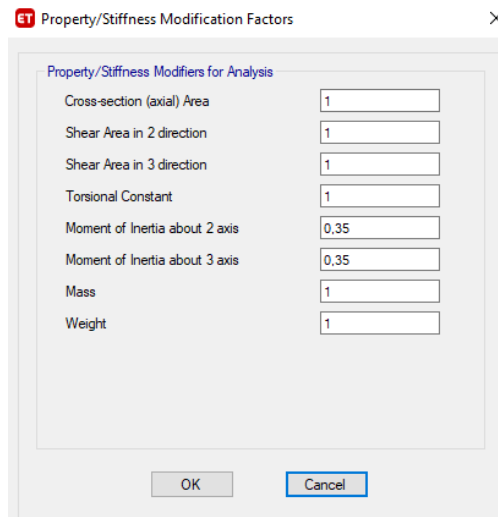 ET Property/Stiffness Modification Factors
Property/Stiffness Modifiers for Analysis
Cross-section (axial) Area 1
Shear Area in 2 direction 1
Shear Area in 3 direction 1
Torsional Constant 1
Moment of Inertia about 2 axis 0,35
Moment of Inertia about 3 axis 0,35
Mass 1
Weight 1
OK Cancel